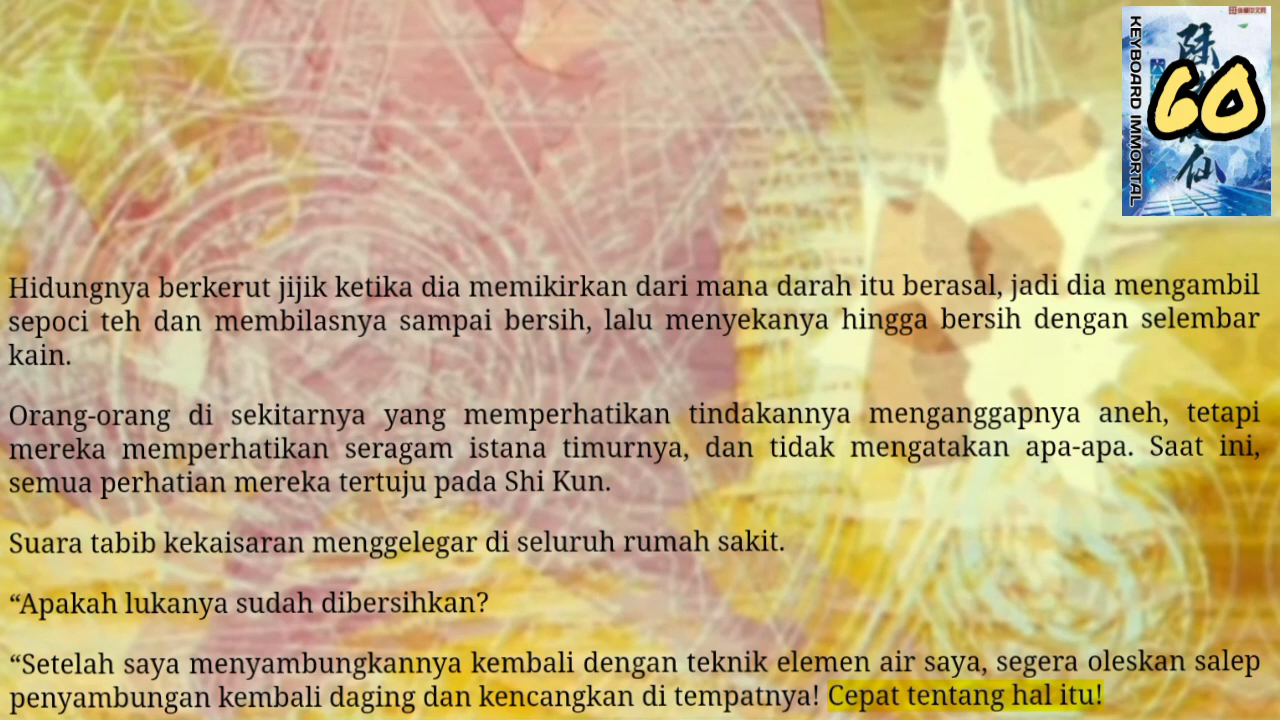 KEYBOARD IMMORTAL
60
仙
Hidungnya berkerut jijik ketika dia memikirkan dari mana darah itu berasal, jadi dia mengambil
sepoci teh dan membilasnya sampai bersih, lalu menyekanya hingga bersih dengan selembar
kain.
Orang-orang di sekitarnya yang memperhatikan tindakannya menganggapnya aneh, tetapi
mereka memperhatikan seragam istana timurnya, dan tidak mengatakan apa-apa. Saat ini,
semua perhatian mereka tertuju pada Shi Kun.
Suara tabib kekaisaran menggelegar di seluruh rumah sakit.
“Apakah lukanya sudah dibersihkan?
“Setelah saya menyambungkannya kembali dengan teknik elemen air saya, segera oleskan salep
penyambungan kembali daging dan kencangkan di tempatnya! Cepat tentang hal itu!